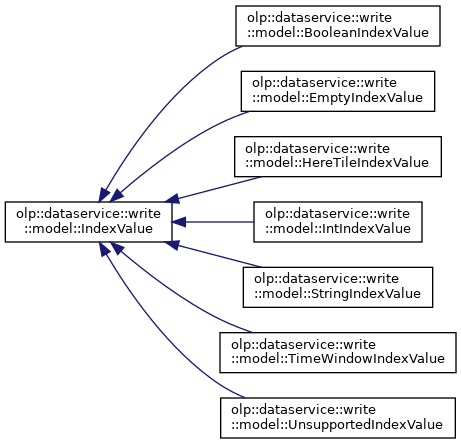 olp::dataservice::write
::model::BooleanIndexValue
olp::dataservice::write
::model::EmptyIndexValue
olp::dataservice::write
::model::HereTileIndexValue
olp::dataservice::write
::model::IndexValue
olp::dataservice::write
::model::IntIndexValue
olp::dataservice::write
::model::StringIndexValue
olp::dataservice::write
::model::TimeWindowIndexValue
olp::dataservice::write
::model::UnsupportedIndexValue